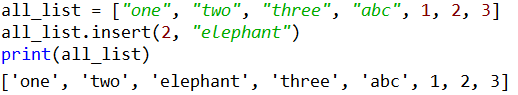 all_list = ["one", "two", "three", "abc", 1, 2, 3]
all_list.insert(2, "elephant")
print(all_list)
['one', 'two', 'elephant', 'three', 'abc', 1, 2, 3]